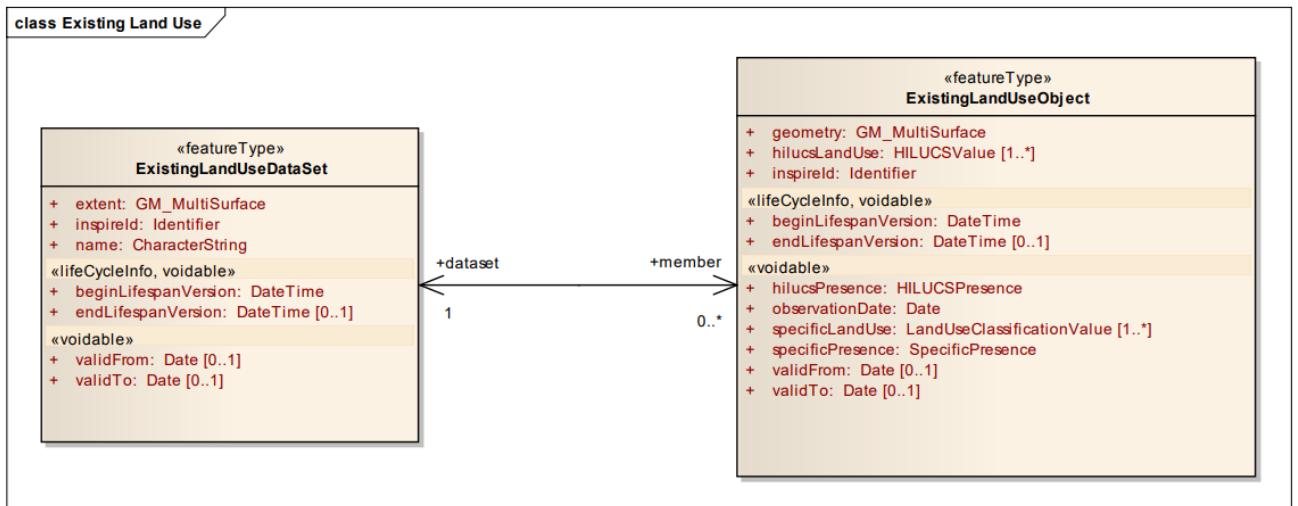 class Existing Land Use
«featureType»
ExistingLandUseDataSet
+ extent: GM_MultiSurface
+ inspireId: Identifier
+ name: CharacterString
«lifeCycleInfo, voidable»
+ beginLifespanVersion: DateTime
+ endLifespanVersion: DateTime [0..1]
«voidable»
+ validFrom: Date [0..1]
+ validTo: Date [0..1]
+dataset
1
+member
0..*
«featureType»
ExistingLandUseObject
+ geometry: GM_MultiSurface
+ hilucsLandUse: HILUCSValue [1..*]
+ inspireId: Identifier
«lifeCycleInfo, voidable»
+ beginLifespanVersion: DateTime
+ endLifespanVersion: DateTime [0..1]
«voidable»
+ hilucsPresence: HILUCSPresence
+ observationDate: Date
+ specificLandUse: LandUseClassificationValue [1..*]
+ specificPresence: SpecificPresence
+ validFrom: Date [0..1]
+ validTo: Date [0..1]